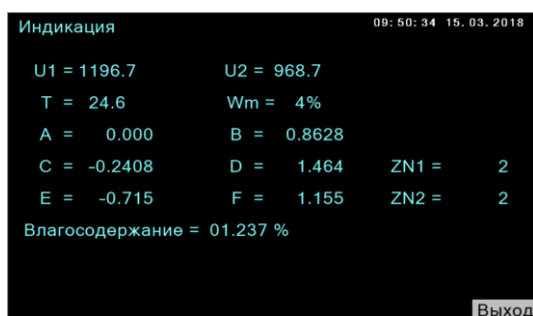 Индикация 09:50:34 15.03.2018
U1 = 1196.7 U2 = 968.7
T = 24.6 Wm = 4%
A = 0.000 B = 0.8628
C = -0.2408 D = 1.464 ZN1 = 2
E = -0.715 F = 1.155 ZN2 = 2
Влагосодержание = 01.237 %
Выход